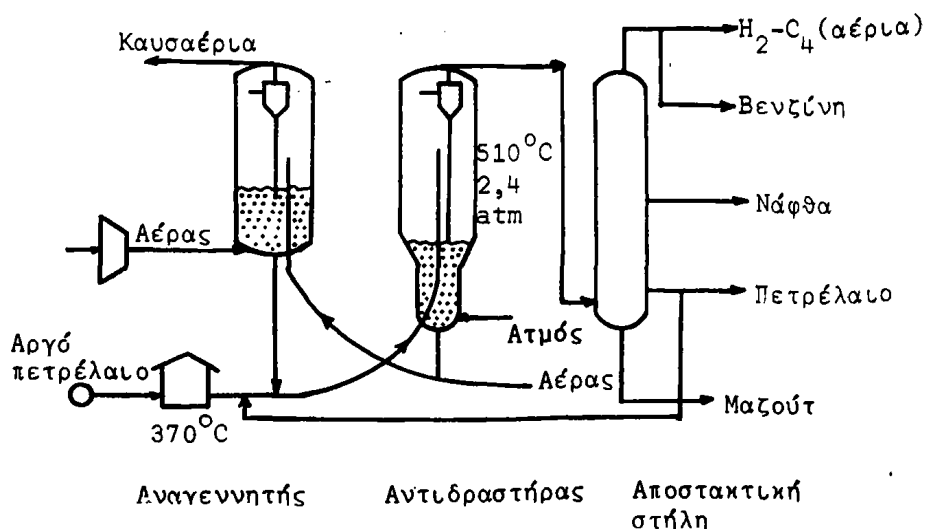 Καυσαέρια
H₂-C₄(αέρια)
Βενζίνη
510°C
2,4
atm
Νάφθα
Αέρας
Πετρέλαιο
Ατμός
Αργό
πετρέλαιο
Αέρας
Μαζούτ
370°C
Αναγεννητής
Αντιδραστήρας
Αποστακτική
στήλη